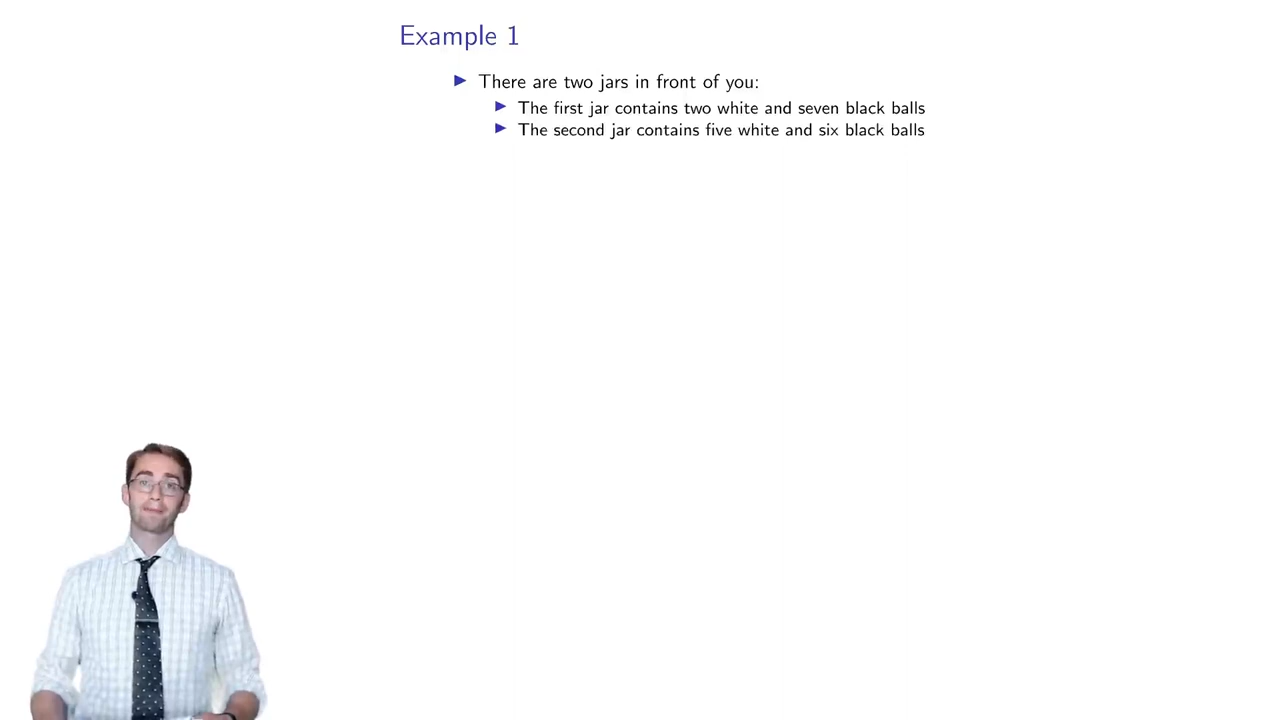 Example 1
There are two jars in front of you:
The first jar contains two white and seven black balls
The second jar contains five white and six black balls